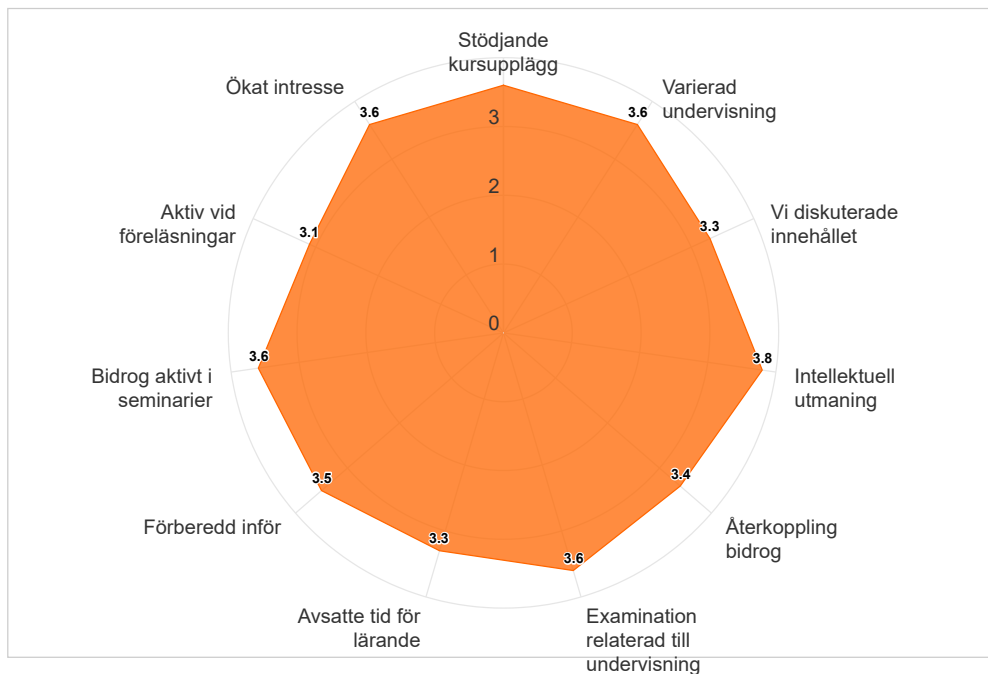 Stödjande
kursupplägg
Varierad
undervisning
Vi diskuterade
innehållet
Intellektuell
utmaning
Återkoppling
bidrog
Examination
relaterad till
undervisning
Avsatte tid för
lärande
Förberedd inför
Bidrog aktivt i
seminarier
Aktiv vid
föreläsningar
Ökat intresse
3
2
1
0
3.6
3.3
3.8
3.4
3.6
3.3
3.5
3.6
3.1
3.6